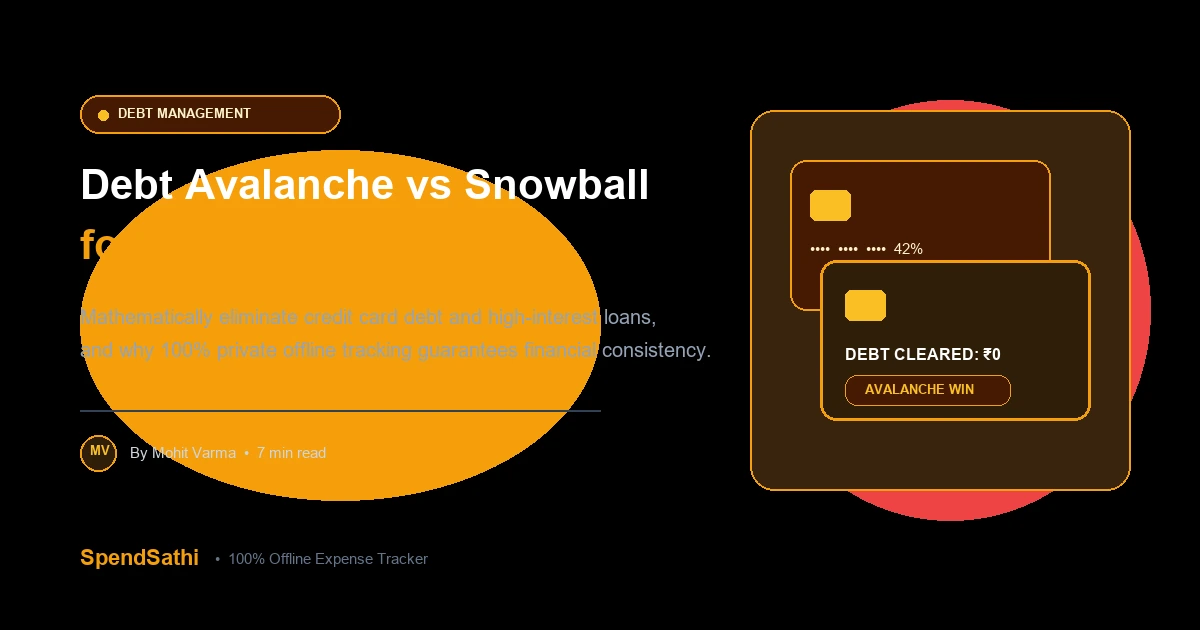 DEBT MANAGEMENT
Debt Avalanche vs Snowball
fo
Mathematically eliminate credit card debt and high-interest loans,
and why 100% private offline tracking guarantees financial consistency.
MV By Mohit Varma • 7 min read
SpendSathi • 100% Offline Expense Tracker
•••• •••• •••• 42%
DEBT CLEARED: ₹0
AVALANCHE WIN